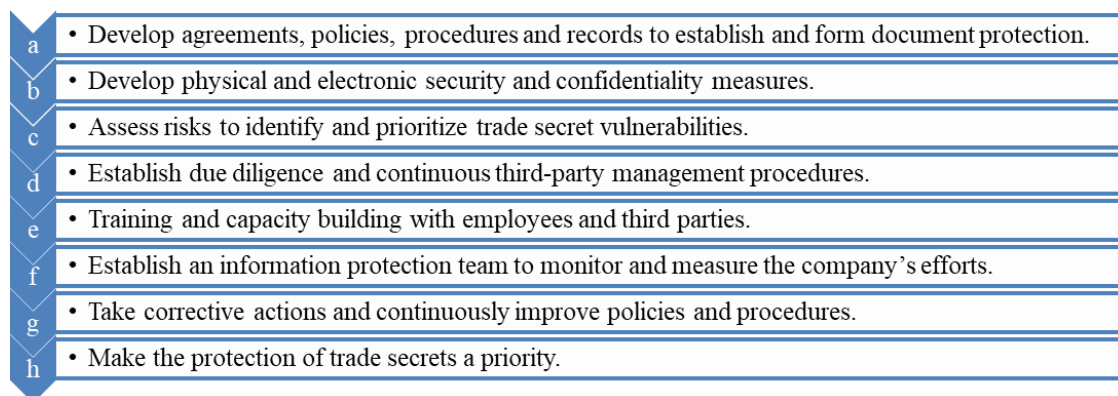 a • Develop agreements, policies, procedures and records to establish and form document protection.
b • Develop physical and electronic security and confidentiality measures.
c • Assess risks to identify and prioritize trade secret vulnerabilities.
d • Establish due diligence and continuous third-party management procedures.
e • Training and capacity building with employees and third parties.
f • Establish an information protection team to monitor and measure the company’s efforts.
g • Take corrective actions and continuously improve policies and procedures.
h • Make the protection of trade secrets a priority.